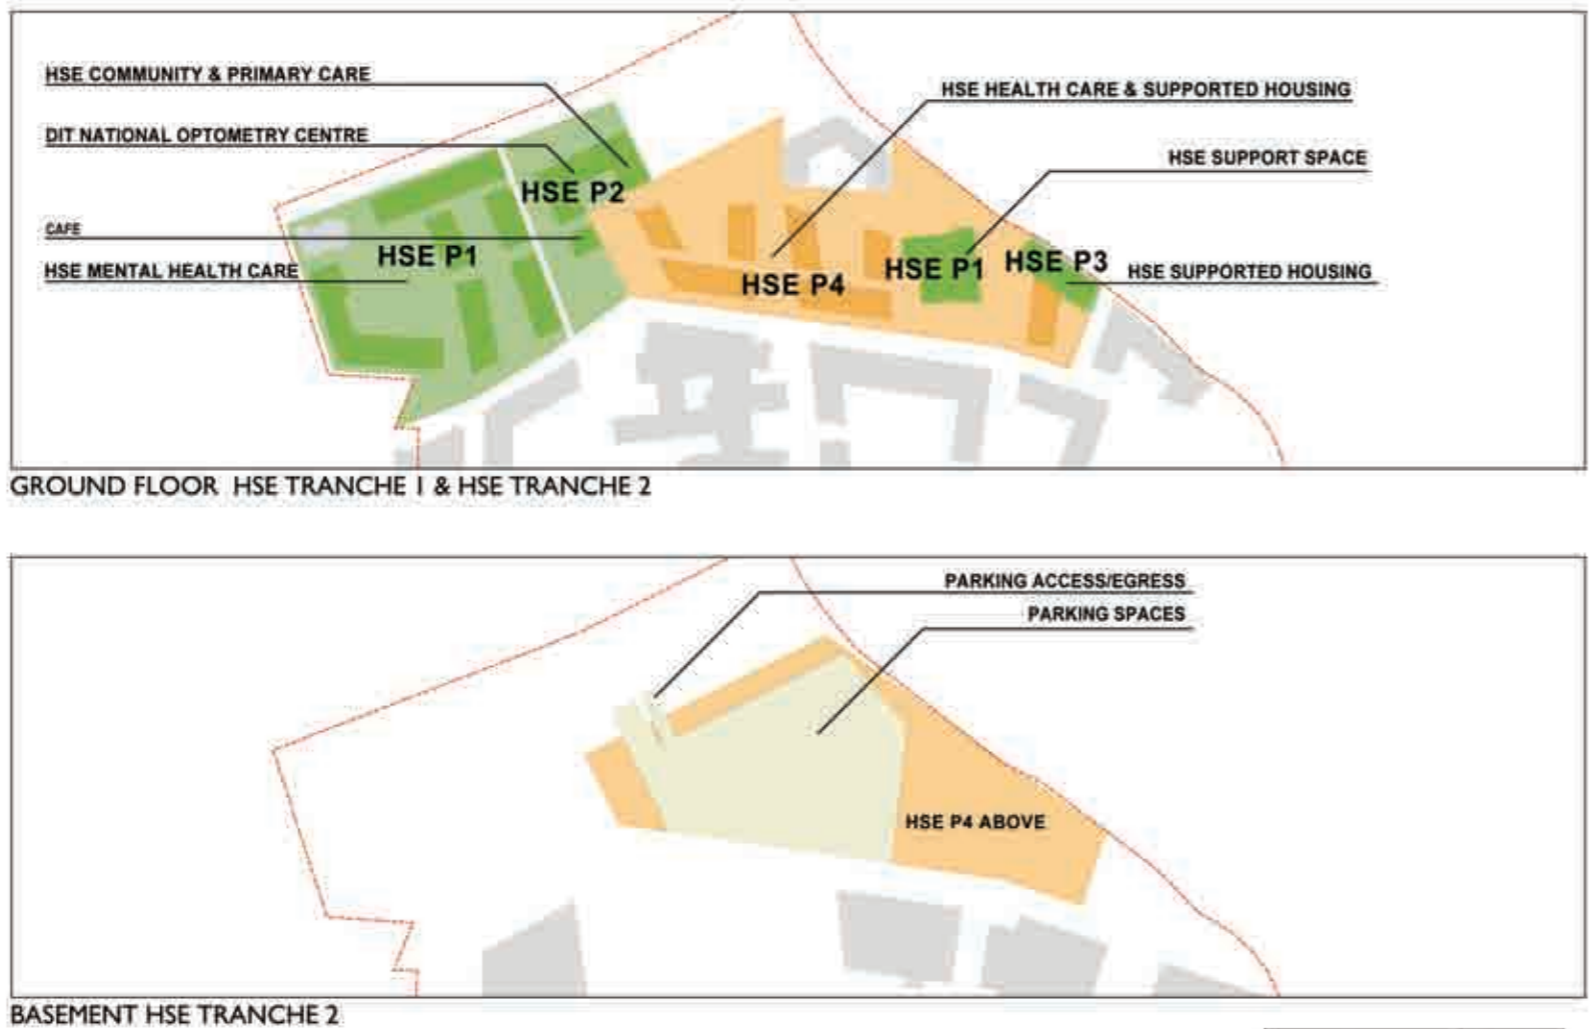 HSE COMMUNITY & PRIMARY CARE
HSE HEALTH CARE & SUPPORTED HOUSING
DIT NATIONAL OPTOMETRY CENTRE
HSE SUPPORT SPACE
HSE P2
CAFE
HSE P1
HSE P4
HSE P1
HSE P3
HSE MENTAL HEALTH CARE
HSE SUPPORTED HOUSING
GROUND FLOOR HSE TRANCHE 1 & HSE TRANCHE 2
PARKING ACCESS/EGRESS
PARKING SPACES
HSE P4 ABOVE
BASEMENT HSE TRANCHE 2